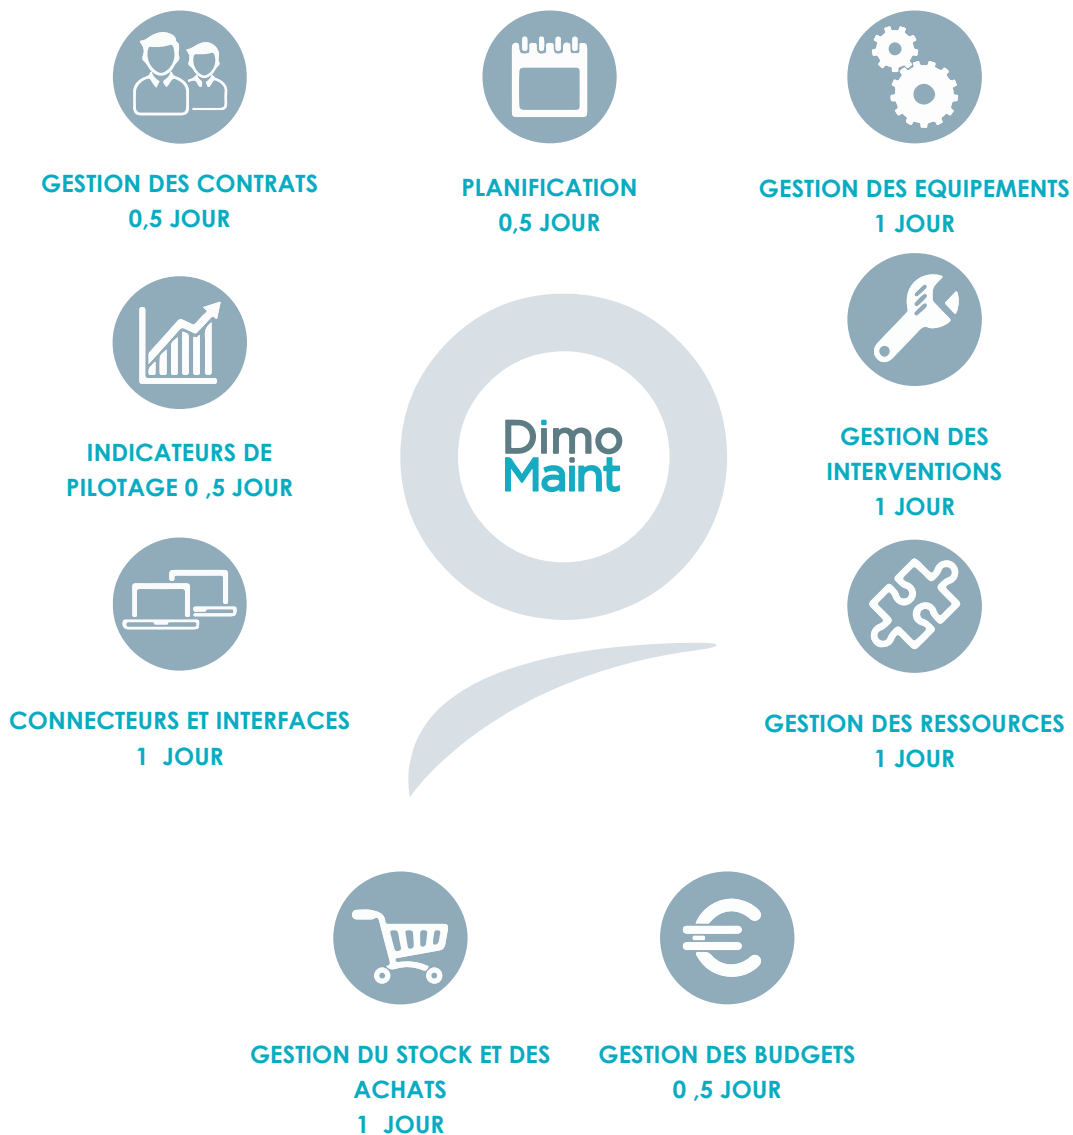 GESTION DES CONTRATS
0,5 JOUR
PLANIFICATION
0,5 JOUR
GESTION DES EQUIPEMENTS
1 JOUR
INDICATEURS DE
PILOTAGE 0 ,5 JOUR
Dimo
Maint
GESTION DES
INTERVENTIONS
1 JOUR
CONNECTEURS ET INTERFACES
1 JOUR
GESTION DES RESSOURCES
1 JOUR
GESTION DU STOCK ET DES
ACHATS
1 JOUR
GESTION DES BUDGETS
0 ,5 JOUR